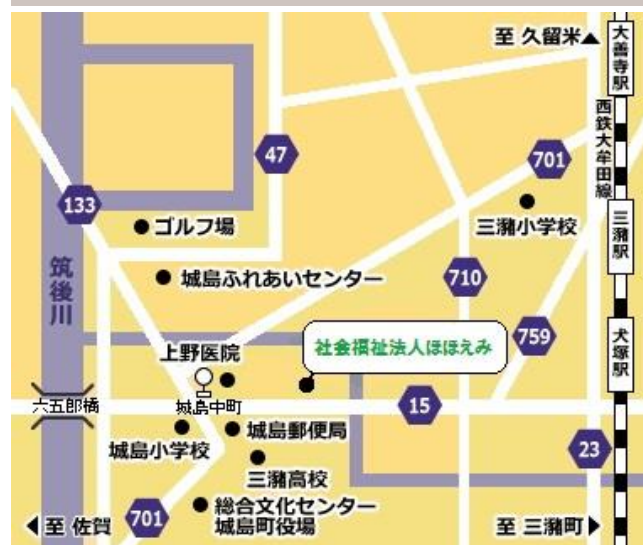 至 久留米▲
大善寺駅
西鉄大牟田線
701
47
133
三潴小学校
ゴルフ場
三潴駅
筑後川
城島ふれあいセンター
710
759
社会福祉法人ほほえみ
犬塚駅
上野医院
六五郎橋
城島中町
15
城島小学校
城島郵便局
23
三潴高校
総合文化センター
城島町役場
701
◀至 佐賀
至 三潴町▶